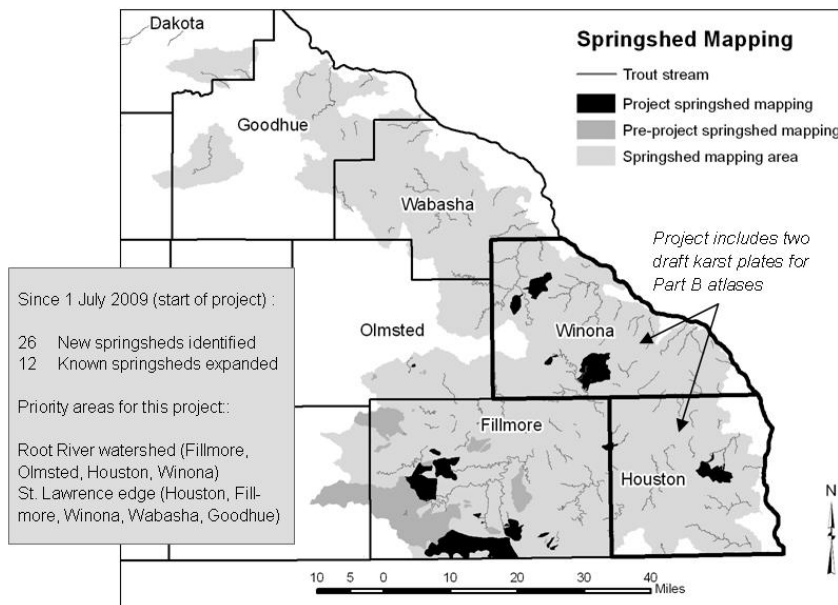 Dakota
Goodhue
Wabasha
Olmsted
Winona
Fillmore
Houston
Springshed Mapping
Trout stream
Project springshed mapping
Pre-project springshed mapping
Springshed mapping area
Project includes two
draft karst plates for
Part B atlases
Since 1 July 2009 (start of project) :
26 New springsheds identified
12 Known springsheds expanded
Priority areas for this project::
Root River watershed (Fillmore,
Olmsted, Houston, Winona)
St. Lawrence edge (Houston, Fill-
more, Winona, Wabasha, Goodhue)
N
10 5 0 10 20 30 40
Miles